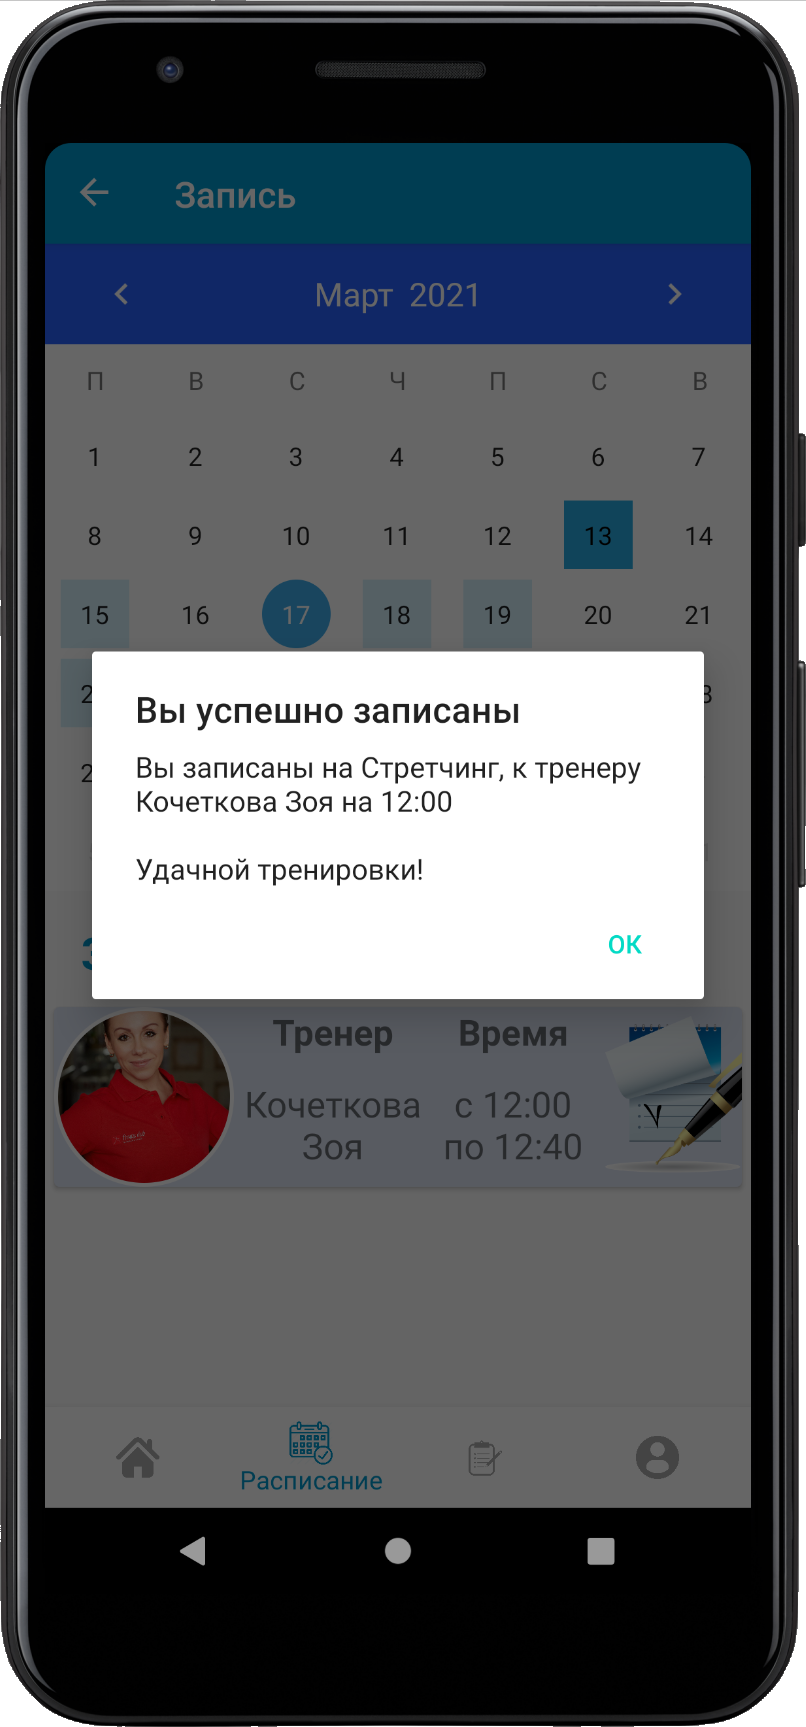 Запись
Март 2021
П В С Ч П С В
1 2 3 4 5 6 7
8 9 10 11 12 13 14
15 16 17 18 19 20 21
Вы успешно записаны
Вы записаны на Стретчинг, к тренеру
Кочеткова Зоя на 12:00
Удачной тренировки!
ОК
Тренер Время
Кочеткова с 12:00
Зоя по 12:40
Расписание